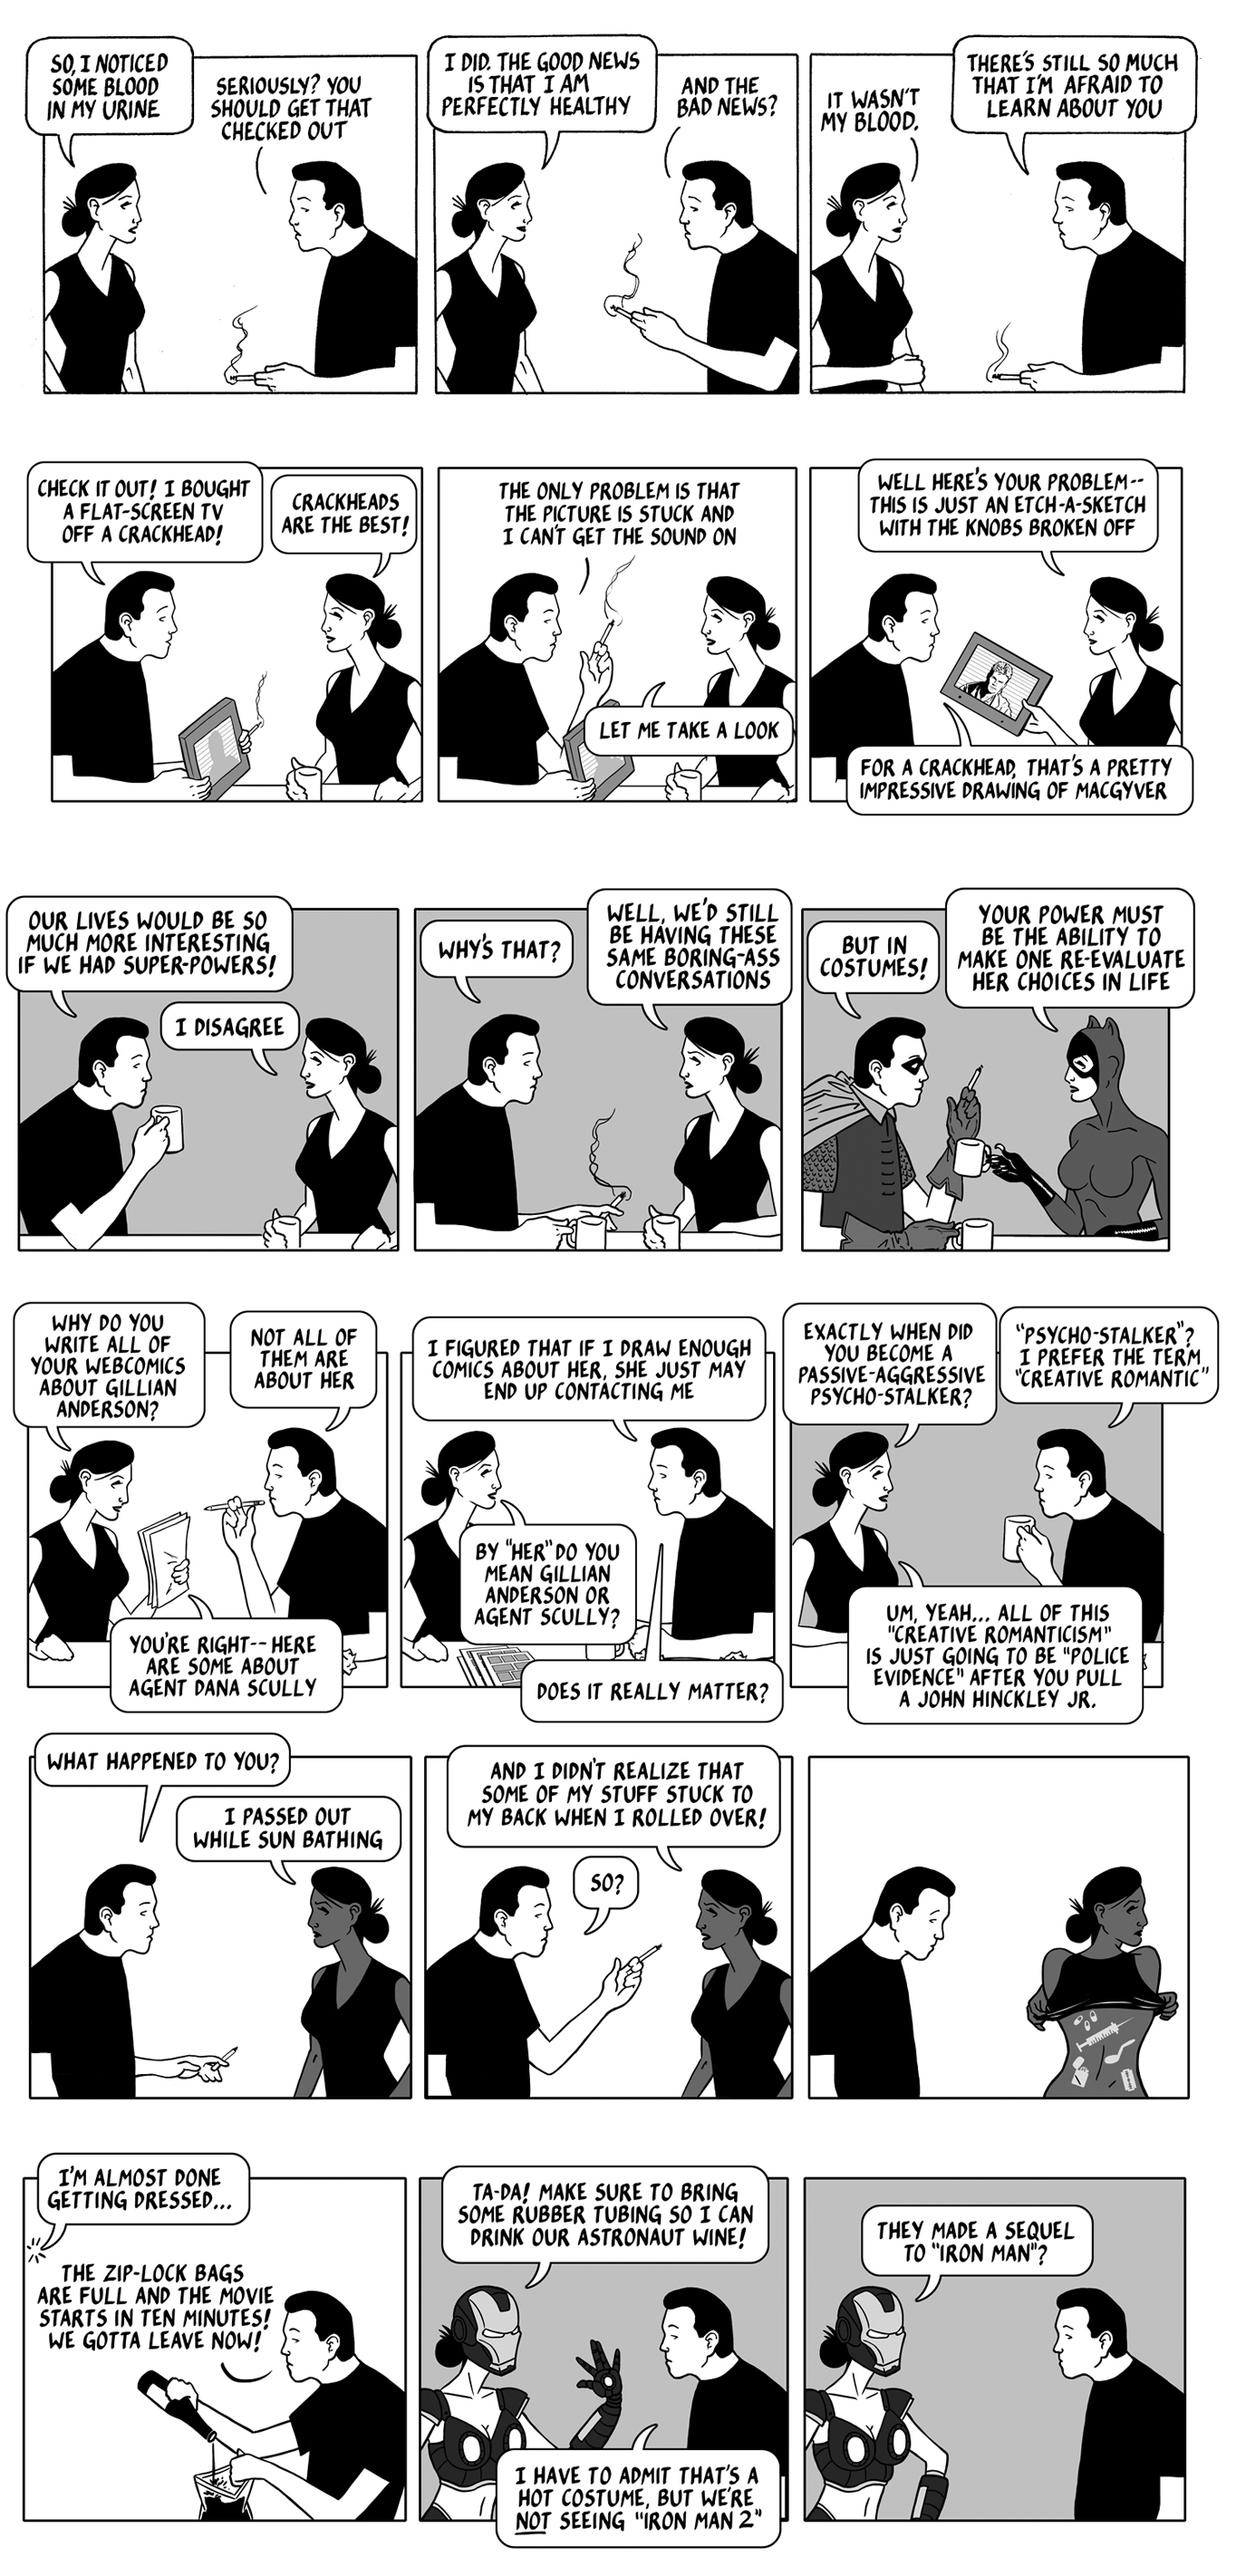 SO, I NOTICED
SOME BLOOD
IN MY URINE
SERIOUSLY? YOU
SHOULD GET THAT
CHECKED OUT
I DID. THE GOOD NEWS
IS THAT I AM
PERFECTLY HEALTHY
AND THE
BAD NEWS?
IT WASN'T
MY BLOOD.
THERE'S STILL SO MUCH
THAT I'M AFRAID TO
LEARN ABOUT YOU
CHECK IT OUT! I BOUGHT
A FLAT-SCREEN TV
OFF A CRACKHEAD!
CRACKHEADS
ARE THE BEST!
THE ONLY PROBLEM IS THAT
THE PICTURE IS STUCK AND
I CAN'T GET THE SOUND ON
LET ME TAKE A LOOK
WELL HERE'S YOUR PROBLEM--
THIS IS JUST AN ETCH-A-SKETCH
WITH THE KNOBS BROKEN OFF
FOR A CRACKHEAD, THAT'S A PRETTY
IMPRESSIVE DRAWING OF MACGYVER
OUR LIVES WOULD BE SO
MUCH MORE INTERESTING
IF WE HAD SUPER-POWERS!
I DISAGREE
WHY'S THAT?
WELL, WE'D STILL
BE HAVING THESE
SAME BORING-ASS
CONVERSATIONS
BUT IN
COSTUMES!
YOUR POWER MUST
BE THE ABILITY TO
MAKE ONE RE-EVALUATE
HER CHOICES IN LIFE
WHY DO YOU
WRITE ALL OF
YOUR WEBCOMICS
ABOUT GILLIAN
ANDERSON?
NOT ALL OF
THEM ARE
ABOUT HER
YOU'RE RIGHT-- HERE
ARE SOME ABOUT
AGENT DANA SCULLY
I FIGURED THAT IF I DRAW ENOUGH
COMICS ABOUT HER, SHE JUST MAY
END UP CONTACTING ME
BY "HER" DO YOU
MEAN GILLIAN
ANDERSON OR
AGENT SCULLY?
DOES IT REALLY MATTER?
EXACTLY WHEN DID
YOU BECOME A
PASSIVE-AGGRESSIVE
PSYCHO-STALKER?
"PSYCHO-STALKER"?
I PREFER THE TERM
"CREATIVE ROMANTIC"
UM, YEAH... ALL OF THIS
"CREATIVE ROMANTICISM"
IS JUST GOING TO BE "POLICE
EVIDENCE" AFTER YOU PULL
A JOHN HINCKLEY JR.
WHAT HAPPENED TO YOU?
I PASSED OUT
WHILE SUN BATHING
AND I DIDN'T REALIZE THAT
SOME OF MY STUFF STUCK TO
MY BACK WHEN I ROLLED OVER!
SO?
I'M ALMOST DONE
GETTING DRESSED...
THE ZIP-LOCK BAGS
ARE FULL AND THE MOVIE
STARTS IN TEN MINUTES!
WE GOTTA LEAVE NOW!
TA-DA! MAKE SURE TO BRING
SOME RUBBER TUBING SO I CAN
DRINK OUR ASTRONAUT WINE!
I HAVE TO ADMIT THAT'S A
HOT COSTUME, BUT WE'RE
NOT SEEING "IRON MAN 2"
THEY MADE A SEQUEL
TO "IRON MAN"?